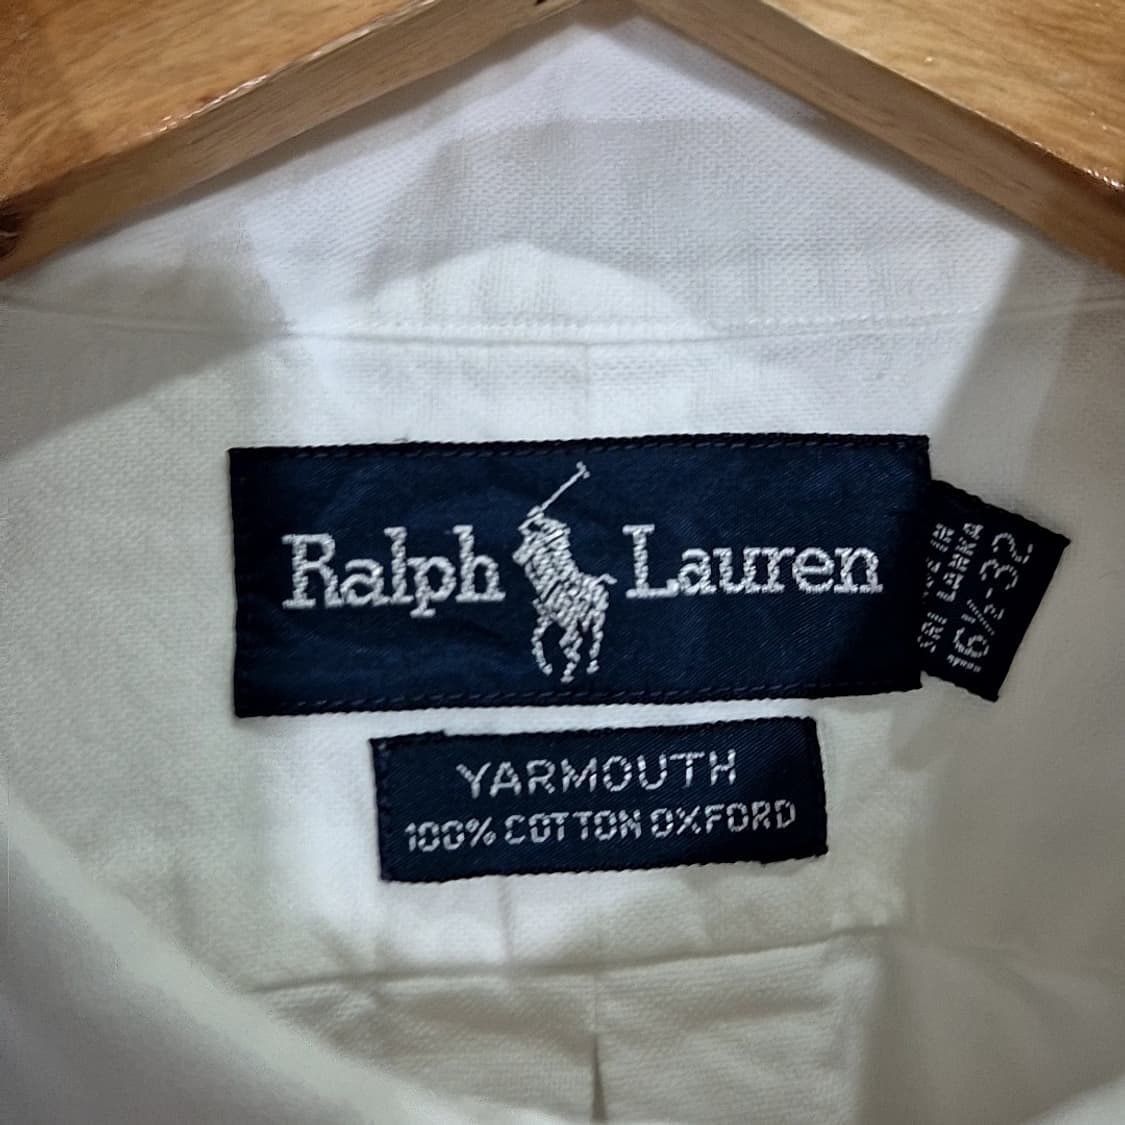 Ralph Lauren
YARMOUTH
100% COTTON OXFORD
SRI LANKA
16½-32